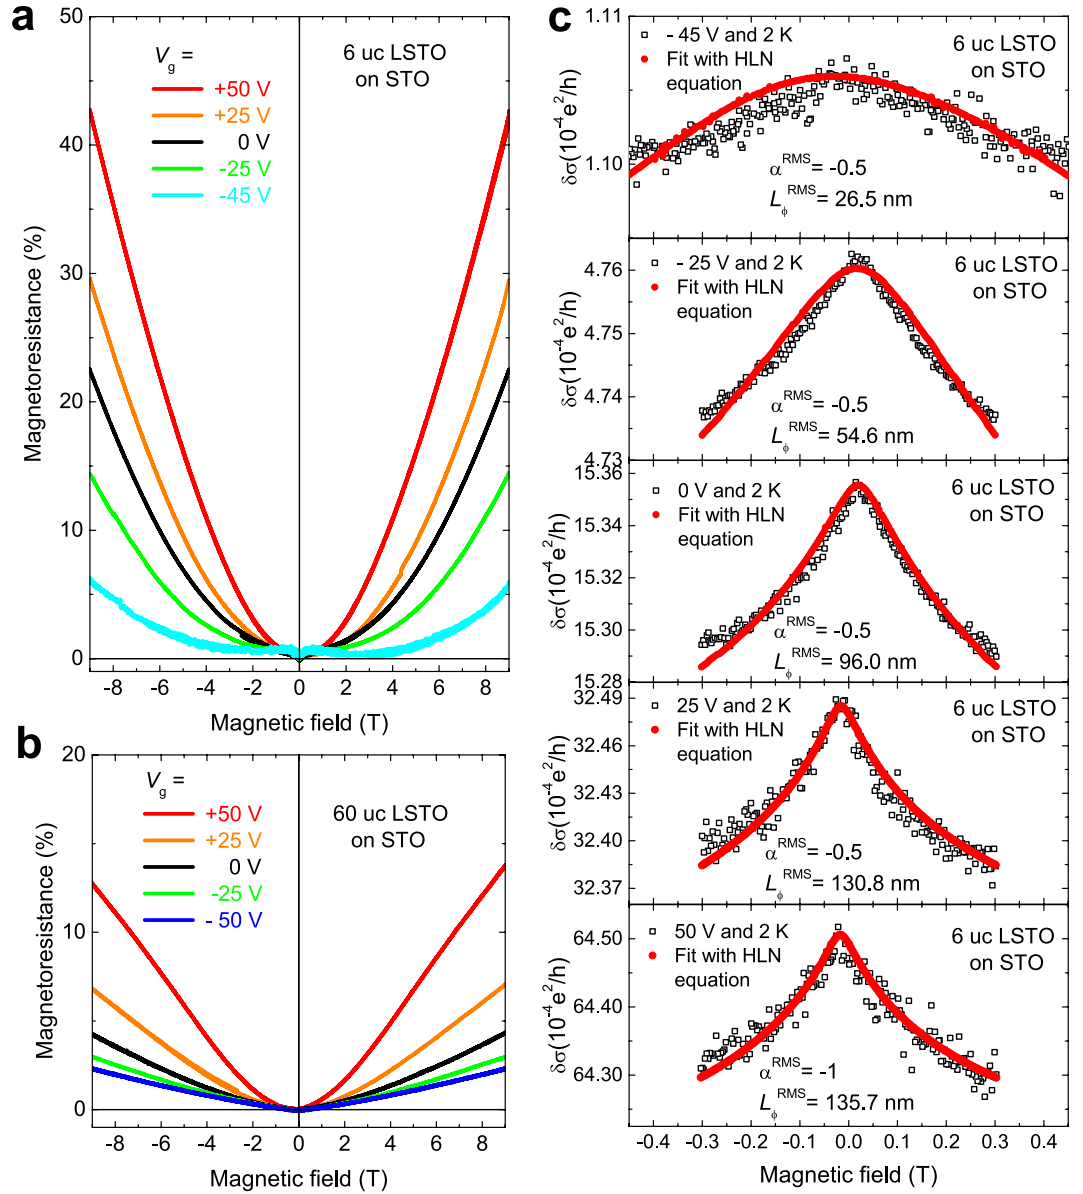 a
V_g =
+50 V
+25 V
0 V
-25 V
-45 V
6 uc LSTO
on STO
50
40
30
20
10
0
Magnetoresistance (%)
-8 -6 -4 -2 0 2 4 6 8
Magnetic field (T)
b
V_g =
+50 V
+25 V
0 V
-25 V
- 50 V
60 uc LSTO
on STO
20
10
0
Magnetoresistance (%)
-8 -6 -4 -2 0 2 4 6 8
Magnetic field (T)
c
1.11
1.10
δσ(10⁻⁴e²/h)
- 45 V and 2 K
Fit with HLN
equation
6 uc LSTO
on STO
α^RMS= -0.5
L_ϕ^RMS= 26.5 nm
4.76
4.75
4.74
4.73
δσ(10⁻⁴e²/h)
- 25 V and 2 K
Fit with HLN
equation
6 uc LSTO
on STO
α^RMS= -0.5
L_ϕ^RMS= 54.6 nm
15.36
15.34
15.32
15.30
15.28
δσ(10⁻⁴e²/h)
0 V and 2 K
Fit with HLN
equation
6 uc LSTO
on STO
α^RMS= -0.5
L_ϕ^RMS= 96.0 nm
32.49
32.46
32.43
32.40
32.37
δσ(10⁻⁴e²/h)
25 V and 2 K
Fit with HLN
equation
6 uc LSTO
on STO
α^RMS= -0.5
L_ϕ^RMS= 130.8 nm
64.50
64.40
64.30
δσ(10⁻⁴e²/h)
50 V and 2 K
Fit with HLN
equation
6 uc LSTO
on STO
α^RMS= -1
L_ϕ^RMS= 135.7 nm
-0.4 -0.3 -0.2 -0.1 0.0 0.1 0.2 0.3 0.4
Magnetic field (T)